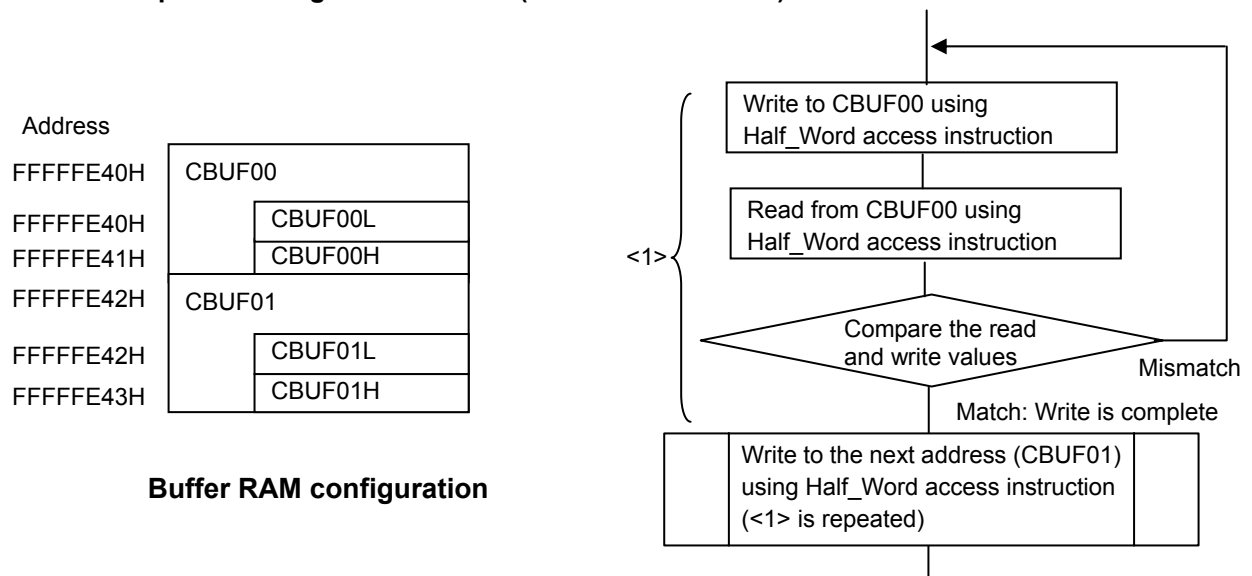 Address
FFFFFE40H
CBUF00
FFFFFE40H
CBUF00L
FFFFFE41H
CBUF00H
FFFFFE42H
CBUF01
FFFFFE42H
CBUF01L
FFFFFE43H
CBUF01H
Buffer RAM configuration
<1>
Write to CBUF00 using
Half_Word access instruction
Read from CBUF00 using
Half_Word access instruction
Compare the read
and write values
Mismatch
Match: Write is complete
Write to the next address (CBUF01)
using Half_Word access instruction
(<1> is repeated)